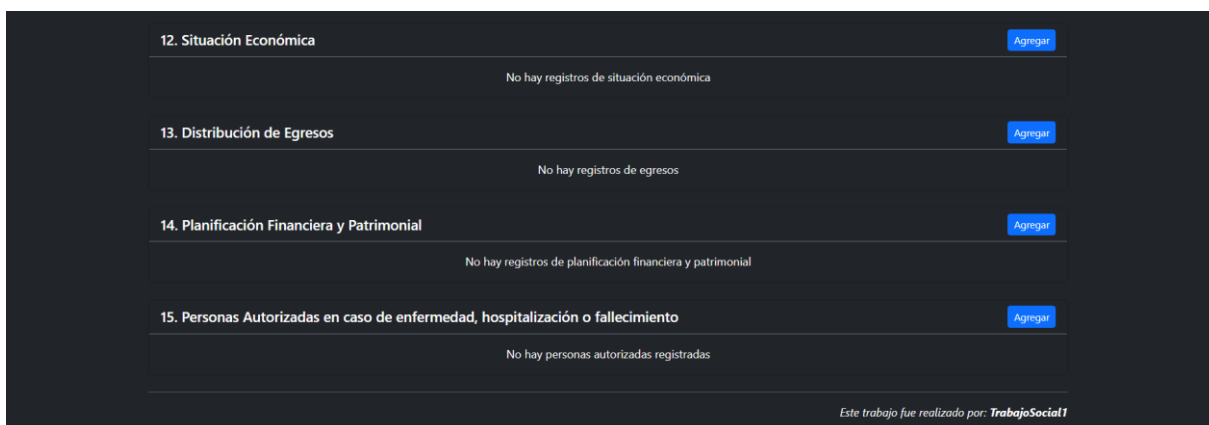 12. Situación Económica
Agregar
No hay registros de situación económica
13. Distribución de Egresos
Agregar
No hay registros de egresos
14. Planificación Financiera y Patrimonial
Agregar
No hay registros de planificación financiera y patrimonial
15. Personas Autorizadas en caso de enfermedad, hospitalización o fallecimiento
Agregar
No hay personas autorizadas registradas
Este trabajo fue realizado por: TrabajoSocial1